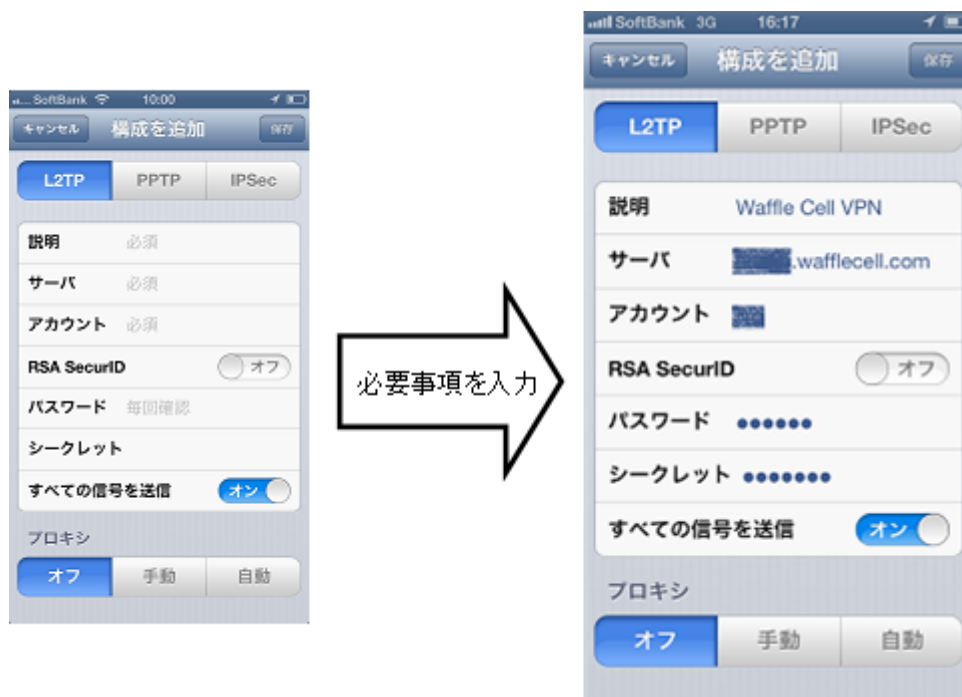 SoftBank 10:00
キャンセル 構成を追加 保存
L2TP PPTP IPSec
説明 必須
サーバ 必須
アカウント 必須
RSA SecurID オフ
パスワード 毎回確認
シークレット
すべての信号を送信 オン
プロキシ
オフ 手動 自動
必要事項を入力
SoftBank 3G 16:17
キャンセル 構成を追加 保存
L2TP PPTP IPSec
説明 Waffle Cell VPN
サーバ .wafflecell.com
アカウント
RSA SecurID オフ
パスワード ●●●●●●
シークレット ●●●●●●●
すべての信号を送信 オン
プロキシ
オフ 手動 自動